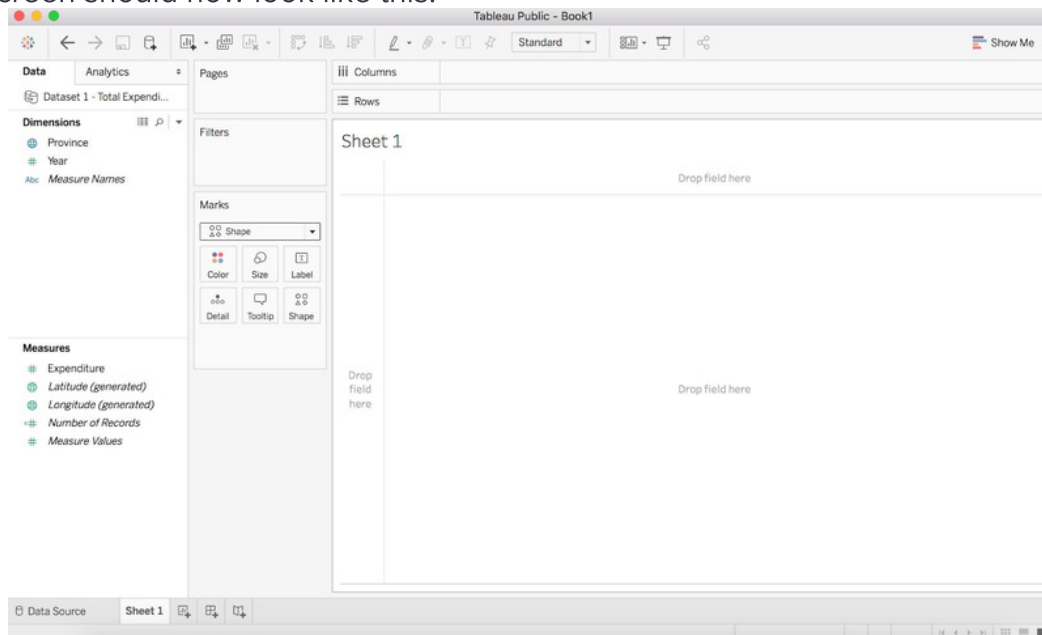 screen should now look like this:
Tableau Public - Book1
Standard
Show Me
Data
Analytics
Pages
Columns
Dataset 1 - Total Expendi...
Rows
Dimensions
Filters
Province
Year
Abc Measure Names
Sheet 1
Drop field here
Marks
Shape
Color
Size
Label
Detail
Tooltip
Shape
Measures
Expenditure
Latitude (generated)
Longitude (generated)
Number of Records
Measure Values
Drop
field
here
Drop field here
Data Source
Sheet 1